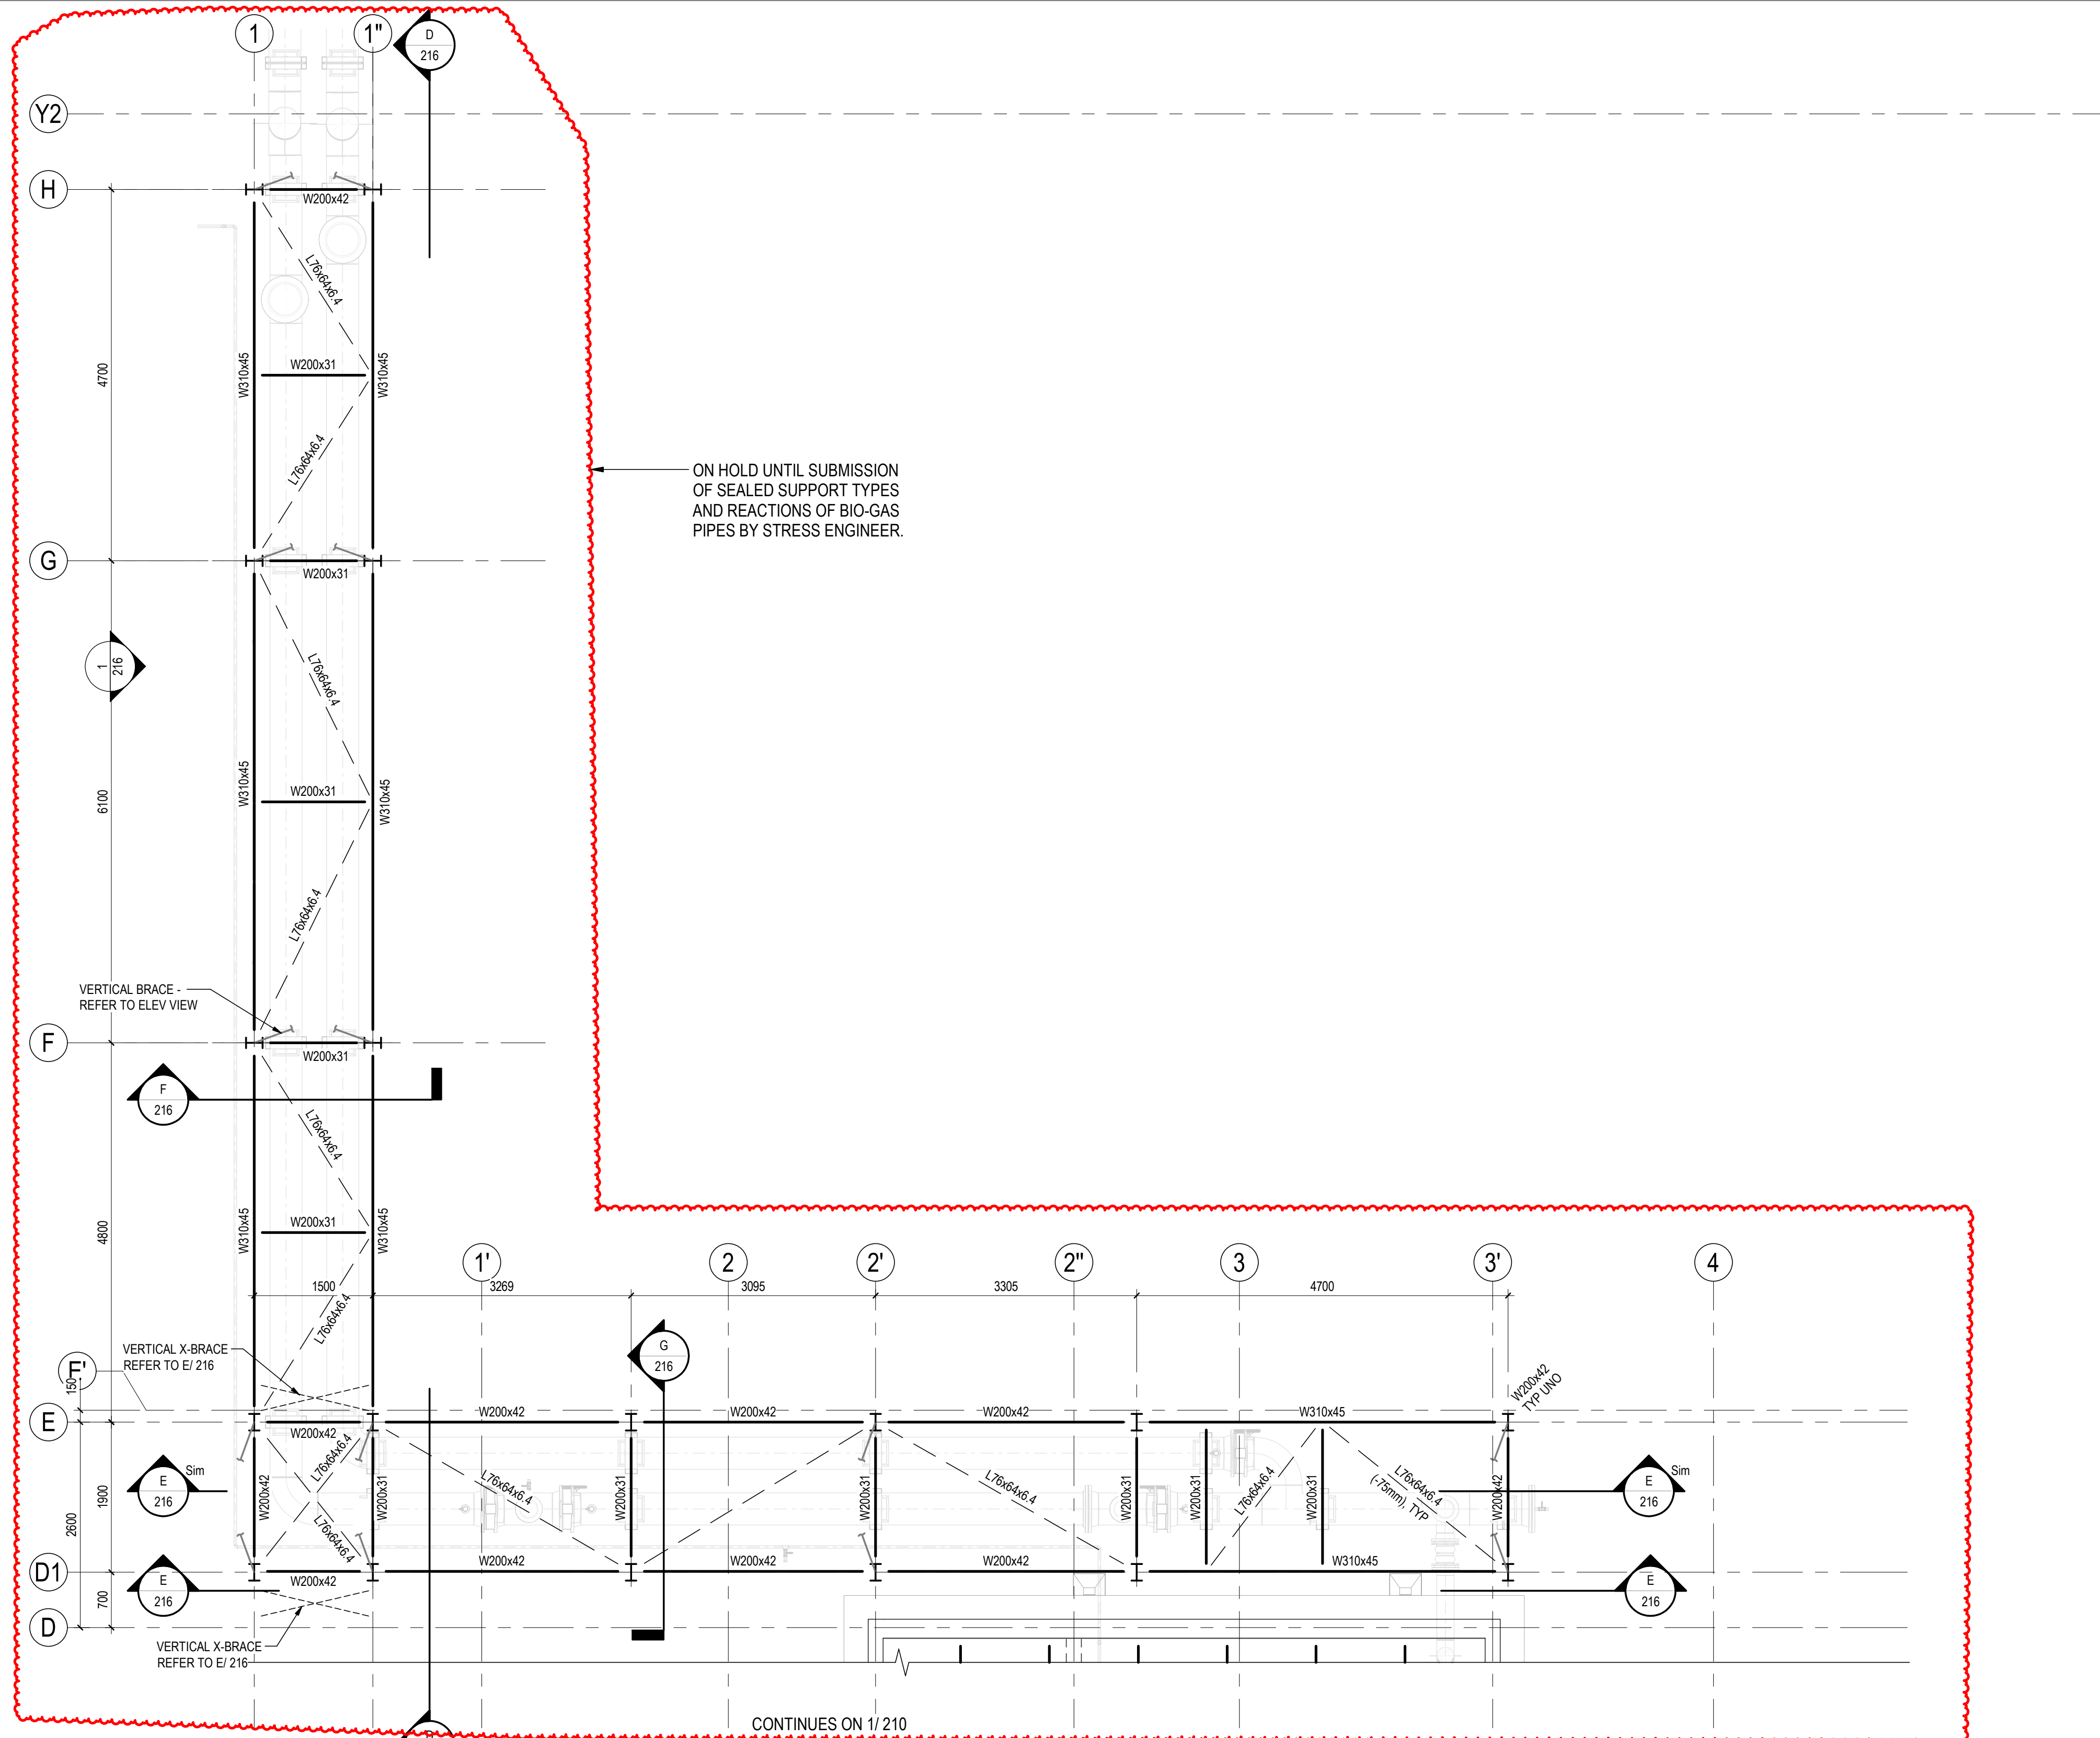 1
1"
D
216
Y2
H
W200x42
L76x64x6.4
4700
W310x45
W200x31
W310x45
L76x64x6.4
ON HOLD UNTIL SUBMISSION
OF SEALED SUPPORT TYPES
AND REACTIONS OF BIO-GAS
PIPES BY STRESS ENGINEER.
G
W200x31
1
216
L76x64x6.4
6100
W310x45
W200x31
W310x45
L76x64x6.4
VERTICAL BRACE -
REFER TO ELEV VIEW
F
W200x31
F
216
L76x64x6.4
4800
W310x45
W200x31
W310x45
L76x64x6.4
1'
2
2'
2"
3
3'
4
1500
3269
3095
3305
4700
VERTICAL X-BRACE
REFER TO E/ 216
G
216
150
W200x42
TYP UNO
E
W200x42
W200x42
W200x42
W200x42
W310x45
E
216
Sim
W200x42
L76x64x6.4
L76x64x6.4
W200x31
L76x64x6.4
W200x31
W200x31
L76x64x6.4
W200x31
W200x31
L76x64x6.4
W200x31
L76x64x6.4
(-75mm), TYP
W200x42
E
216
Sim
1900
2600
D1
W200x42
W200x42
W200x42
W200x42
W310x45
E
216
E
216
700
D
VERTICAL X-BRACE
REFER TO E/ 216
CONTINUES ON 1/ 210